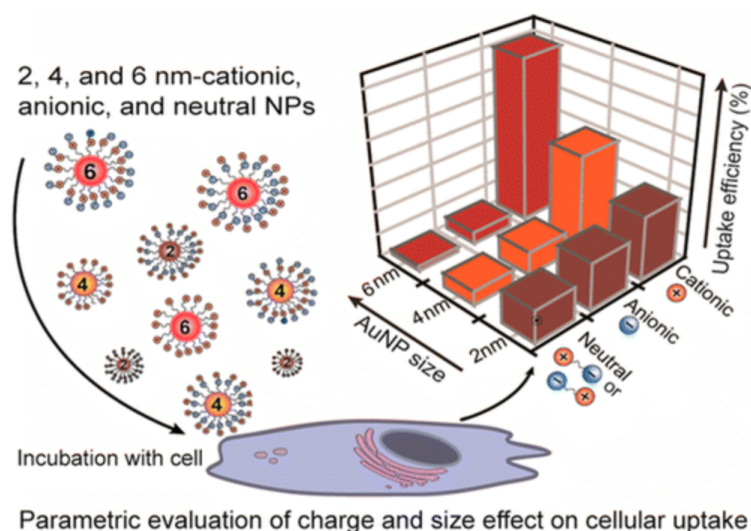 2, 4, and 6 nm-cationic,
anionic, and neutral NPs
6
6
2
4
4
6
2
2
4
Incubation with cell
Uptake efficiency (%)
6nm
4nm
2nm
AuNP size
Cationic
+
Anionic
-
Neutral
or
+ -
- +
Parametric evaluation of charge and size effect on cellular uptake